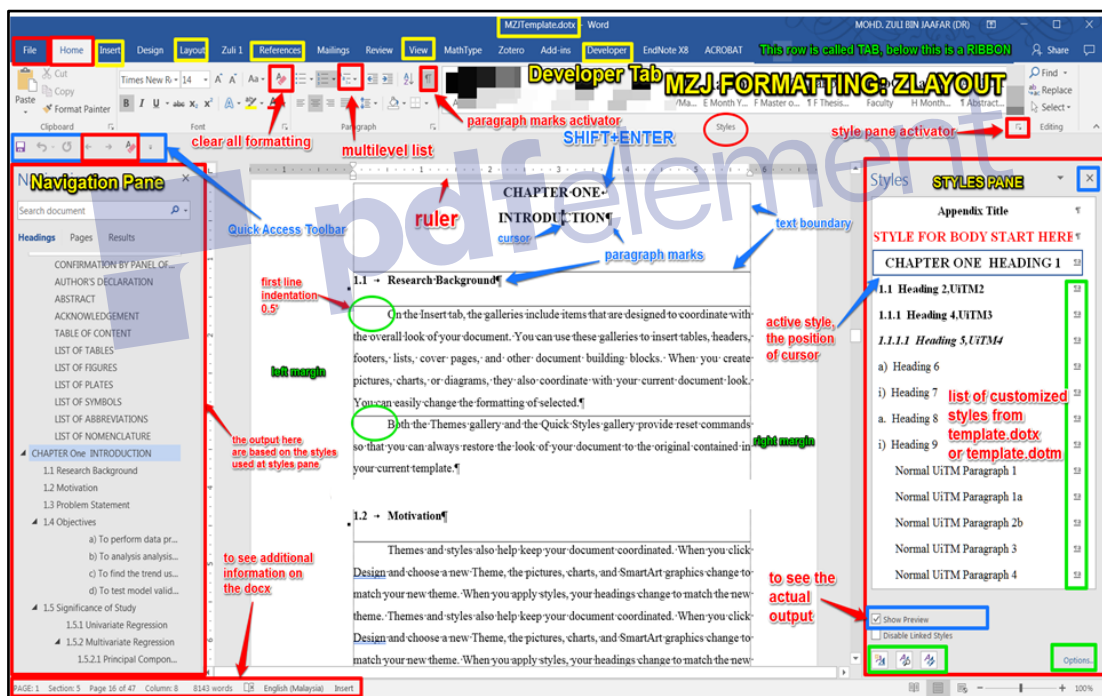 MZJTemplate.dotx - Word
MOHD. ZULI BIN JAAFAR (DR)
File Home Insert Design Layout Zuli 1 References Mailings Review View MathType Zotero Add-ins Developer EndNote X8 ACROBAT This row is called TAB, below this is a RIBBON Share
Cut
Copy
Format Painter
Paste
Clipboard
Times New R 14
Font
Paragraph
Developer Tab
MZJ FORMATTING: ZLAYOUT
E Month Y... F Master o... ¶ F Thesis... Faculty H Month... ¶ Abstract...
Styles
Find
Replace
Select
Editing
clear all formatting
multilevel list
paragraph marks activator
SHIFT+ENTER
style pane activator
pdfelement
Navigation Pane
Search document
Headings Pages Results
Quick Access Toolbar
CONFIRMATION BY PANEL OF...
AUTHOR'S DECLARATION
ABSTRACT
ACKNOWLEDGEMENT
TABLE OF CONTENT
LIST OF TABLES
LIST OF FIGURES
LIST OF PLATES
LIST OF SYMBOLS
LIST OF ABBREVIATIONS
LIST OF NOMENCLATURE
CHAPTER One INTRODUCTION
1.1 Research Background
1.2 Motivation
1.3 Problem Statement
1.4 Objectives
a) To perform data pr...
b) To analysis analysis...
c) To find the trend us...
d) To test model valid...
1.5 Significance of Study
1.5.1 Univariate Regression
1.5.2 Multivariate Regression
1.5.2.1 Principal Compon...
the output here
are based on the styles
used at styles pane
to see additional
information on
the docx
ruler
CHAPTER ONE
INTRODUCTION¶
cursor
paragraph marks
text boundary
first line
indentation
0.5'
left margin
right margin
1.1 → Research Background¶
On the Insert tab, the galleries include items that are designed to coordinate with
the overall look of your document. You can use these galleries to insert tables, headers,
footers, lists, cover pages, and other document building blocks. When you create
pictures, charts, or diagrams, they also coordinate with your current document look.
You can easily change the formatting of selected.¶
Both the Themes gallery and the Quick Styles gallery provide reset commands
so that you can always restore the look of your document to the original contained in
your current template.¶
1.2 → Motivation¶
Themes and styles also help keep your document coordinated. When you click
Design and choose a new Theme, the pictures, charts, and SmartArt graphics change to
match your new theme. When you apply styles, your headings change to match the new
theme. Themes and styles also help keep your document coordinated. When you click
Design and choose a new Theme, the pictures, charts, and SmartArt graphics change to
match your new theme. When you apply styles, your headings change to match the new
Styles
STYLES PANE
Appendix Title
STYLE FOR BODY START HERE
CHAPTER ONE HEADING 1
1.1 Heading 2,UiTM2
1.1.1 Heading 4,UiTM3
1.1.1.1 Heading 5,UiTM4
a) Heading 6
i) Heading 7
a. Heading 8
i) Heading 9
Normal UiTM Paragraph 1
Normal UiTM Paragraph 1a
Normal UiTM Paragraph 2b
Normal UiTM Paragraph 3
Normal UiTM Paragraph 4
active style,
the position
of cursor
list of customized
styles from
template.dotx
or template.dotm
to see the
actual
output
Show Preview
Disable Linked Styles
Options...
PAGE: 1 Section: 5 Page 16 of 47 Column: 8 8143 words English (Malaysia) Insert
100%